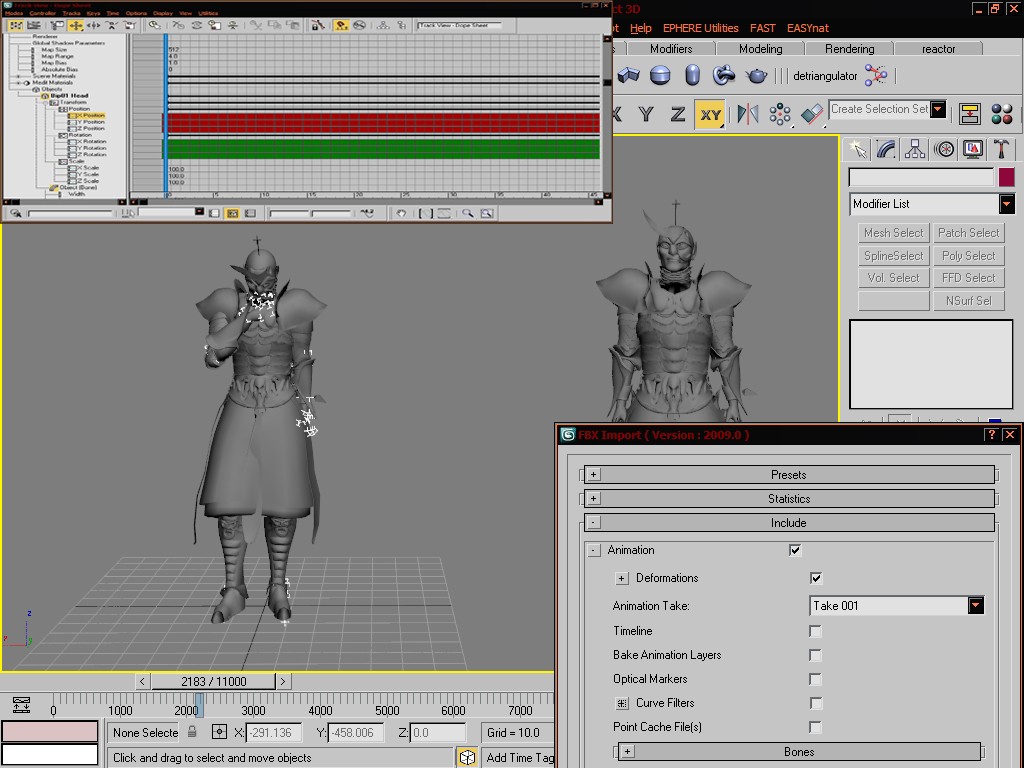 Track View - Dope Sheet
Modes Controller Tracks Keys Time Options Display View Utilities
Track View - Dope Sheet
Renderer
Global Shadow Parameters
Map Size
Map Range
Map Bias
Absolute Bias
Scene Materials
Medit Materials
Objects
Bip01 Head
Transform
Position
X Position
Y Position
Z Position
Rotation
X Rotation
Y Rotation
Z Rotation
Scale
X Scale
Y Scale
Z Scale
Object (Bone)
Width
512
4.0
1.0
0
100.0
100.0
100.0
0 5 10 15 20 25 30 35 40 45
ct 3D
pt Help EPHERE Utilities FAST EASYnat
s Modifiers Modeling Rendering reactor
detriangulator
X Y Z XY Create Selection Set
Modifier List
Mesh Select Patch Select
SplineSelect Poly Select
Vol. Select FFD Select
NSurf Sel
FBX Import ( Version : 2009.0 ) ?
+ Presets
+ Statistics
- Include
- Animation
+ Deformations
Animation Take: Take 001
Timeline
Bake Animation Layers
Optical Markers
Curve Filters
Point Cache File(s)
+ Bones
z
y
< 2183 / 11000 >
0 1000 2000 3000 4000 5000 6000 7000
None Selecte X: -291.136 Y: -458.006 Z: 0.0 Grid = 10.0
Click and drag to select and move objects Add Time Tag